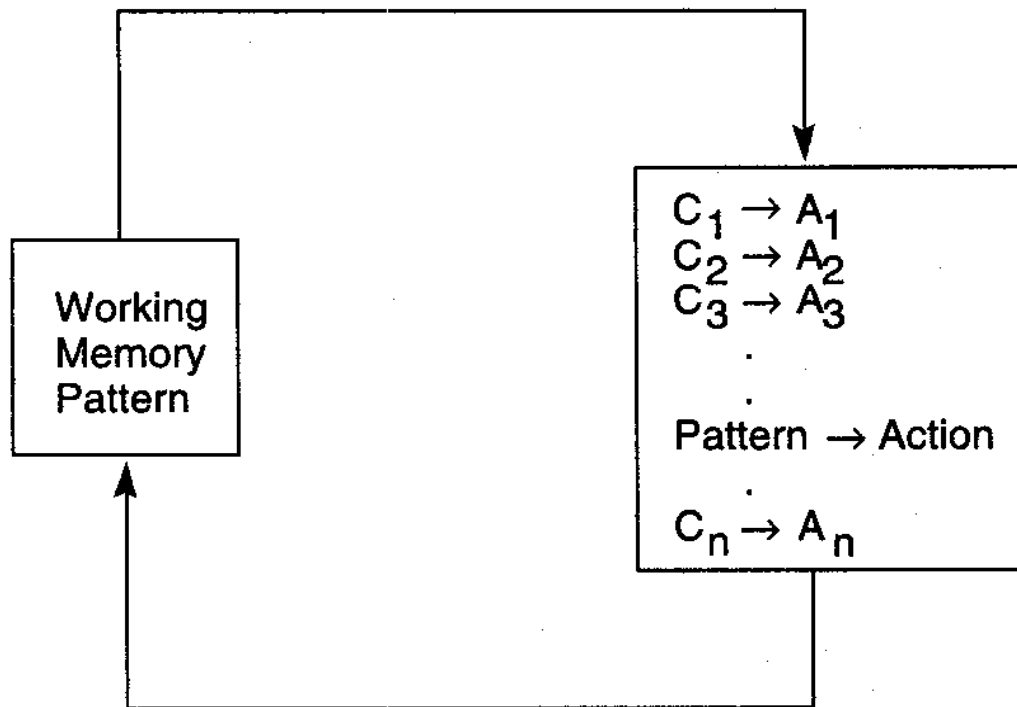 Working
Memory
Pattern
C₁ → A₁
C₂ → A₂
C₃ → A₃
.
.
Pattern → Action
.
Cₙ → Aₙ